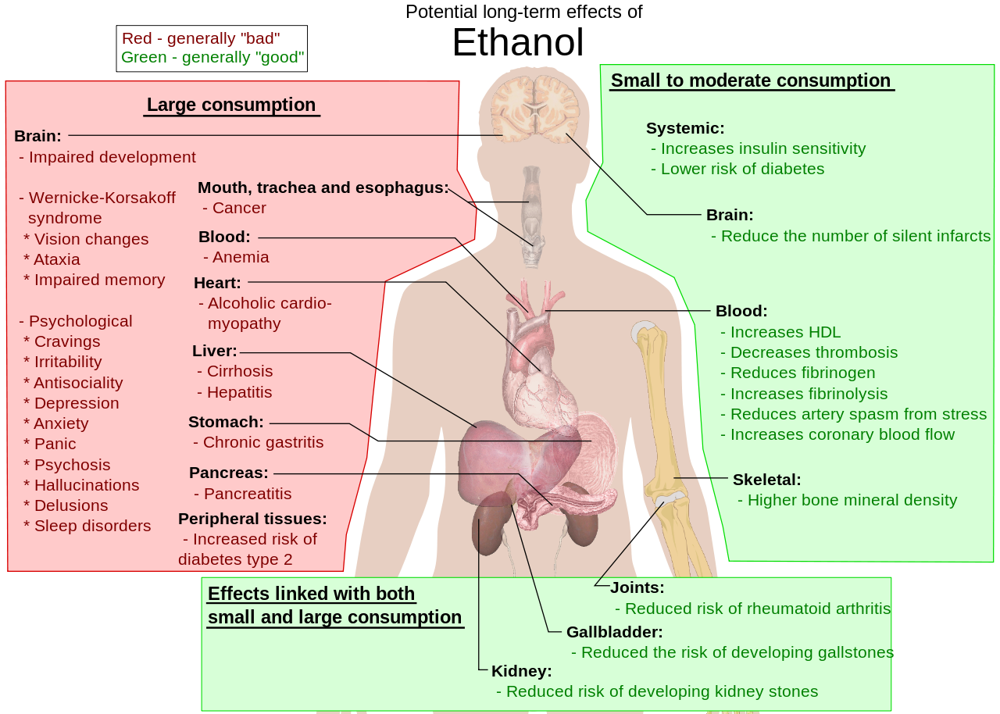 Potential long-term effects of
Ethanol
Red - generally "bad"
Green - generally "good"
Large consumption
Brain:
- Impaired development
- Wernicke-Korsakoff
syndrome
* Vision changes
* Ataxia
* Impaired memory
- Psychological
* Cravings
* Irritability
* Antisociality
* Depression
* Anxiety
* Panic
* Psychosis
* Hallucinations
* Delusions
* Sleep disorders
Mouth, trachea and esophagus:
- Cancer
Blood:
- Anemia
Heart:
- Alcoholic cardio-
myopathy
Liver:
- Cirrhosis
- Hepatitis
Stomach:
- Chronic gastritis
Pancreas:
- Pancreatitis
Peripheral tissues:
- Increased risk of
diabetes type 2
Small to moderate consumption
Systemic:
- Increases insulin sensitivity
- Lower risk of diabetes
Brain:
- Reduce the number of silent infarcts
Blood:
- Increases HDL
- Decreases thrombosis
- Reduces fibrinogen
- Increases fibrinolysis
- Reduces artery spasm from stress
- Increases coronary blood flow
Skeletal:
- Higher bone mineral density
Effects linked with both
small and large consumption
Joints:
- Reduced risk of rheumatoid arthritis
Gallbladder:
- Reduced the risk of developing gallstones
Kidney:
- Reduced risk of developing kidney stones